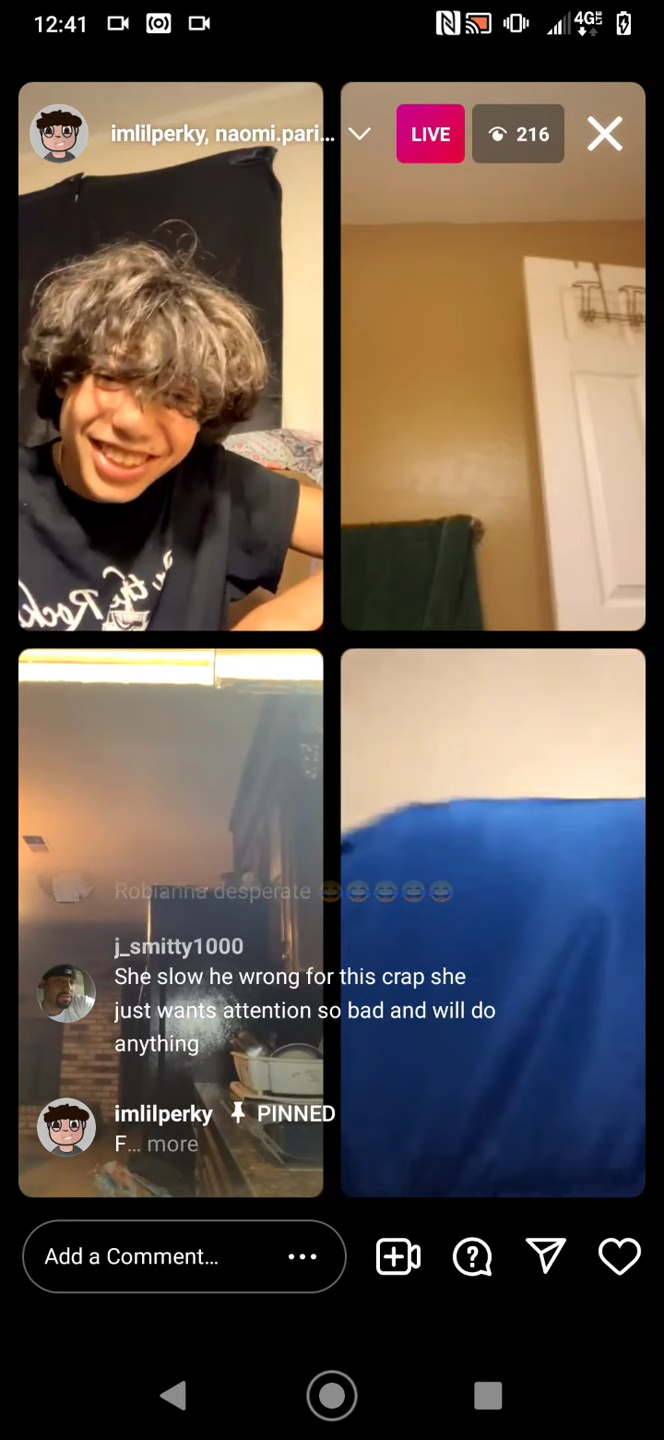 12:41
4G LTE
imlilperky, naomi.pari...
LIVE
216
Robianna desperate 😆😂😂😂😂
j_smitty1000
She slow he wrong for this crap she
just wants attention so bad and will do
anything
imlilperky PINNED
F... more
Add a Comment...